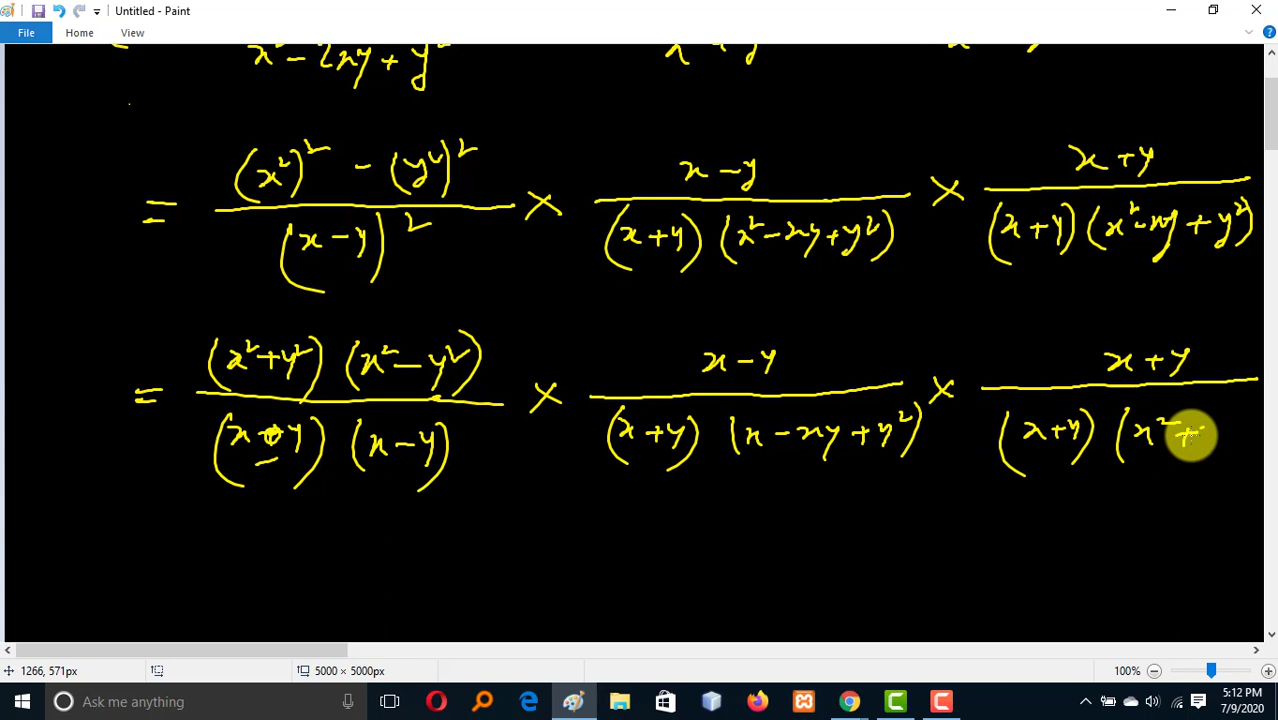 Untitled - Paint
File Home View
x² - 2xy + y²
= (x²)² - (y²)² / (x - y)² × x - y / (x + y) (x² - xy + y²) × x + y / (x + y) (x² - xy + y²)
= (x² + y²) (x² - y²) / (x - y) (x - y) × x - y / (x + y) (x - xy + y²) × x + y / (x + y) (x² +
1266, 571px 5000 × 5000px 100%
Ask me anything 5:12 PM
7/9/2020